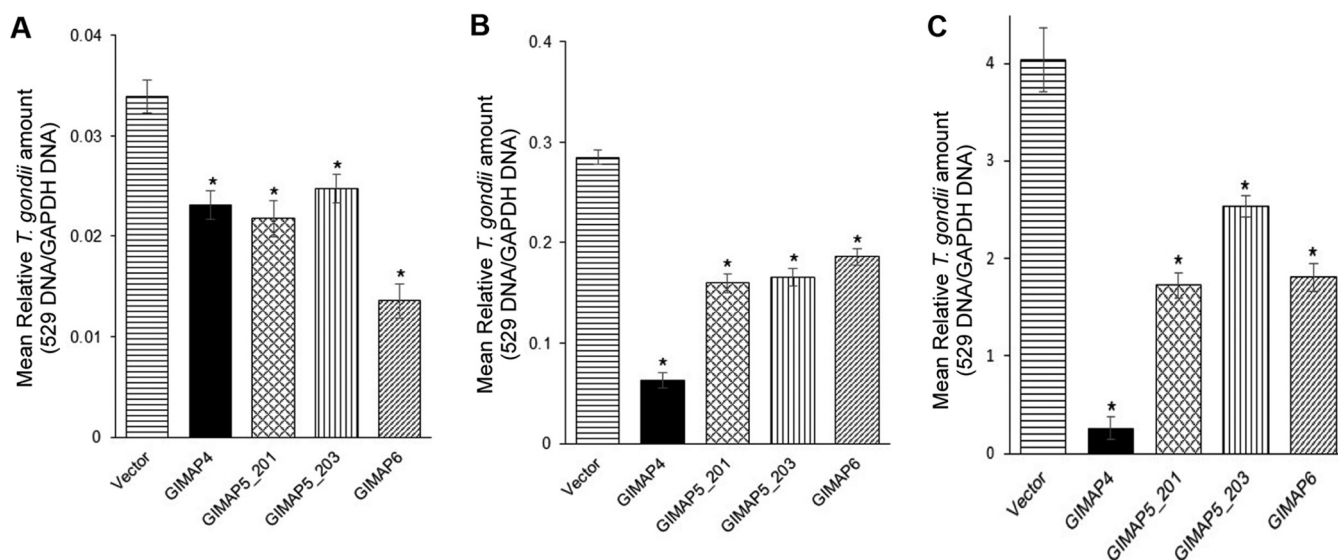 A
Mean Relative T. gondii amount
(529 DNA/GAPDH DNA)
0.04
0.03
0.02
0.01
0
*
*
*
*
Vector
GIMAP4
GIMAP5_201
GIMAP5_203
GIMAP6
B
Mean Relative T. gondii amount
(529 DNA/GAPDH DNA)
0.4
0.3
0.2
0.1
0
*
*
*
*
Vector
GIMAP4
GIMAP5_201
GIMAP5_203
GIMAP6
C
Mean Relative T. gondii amount
(529 DNA/GAPDH DNA)
4
3
2
1
0
*
*
*
*
Vector
GIMAP4
GIMAP5_201
GIMAP5_203
GIMAP6